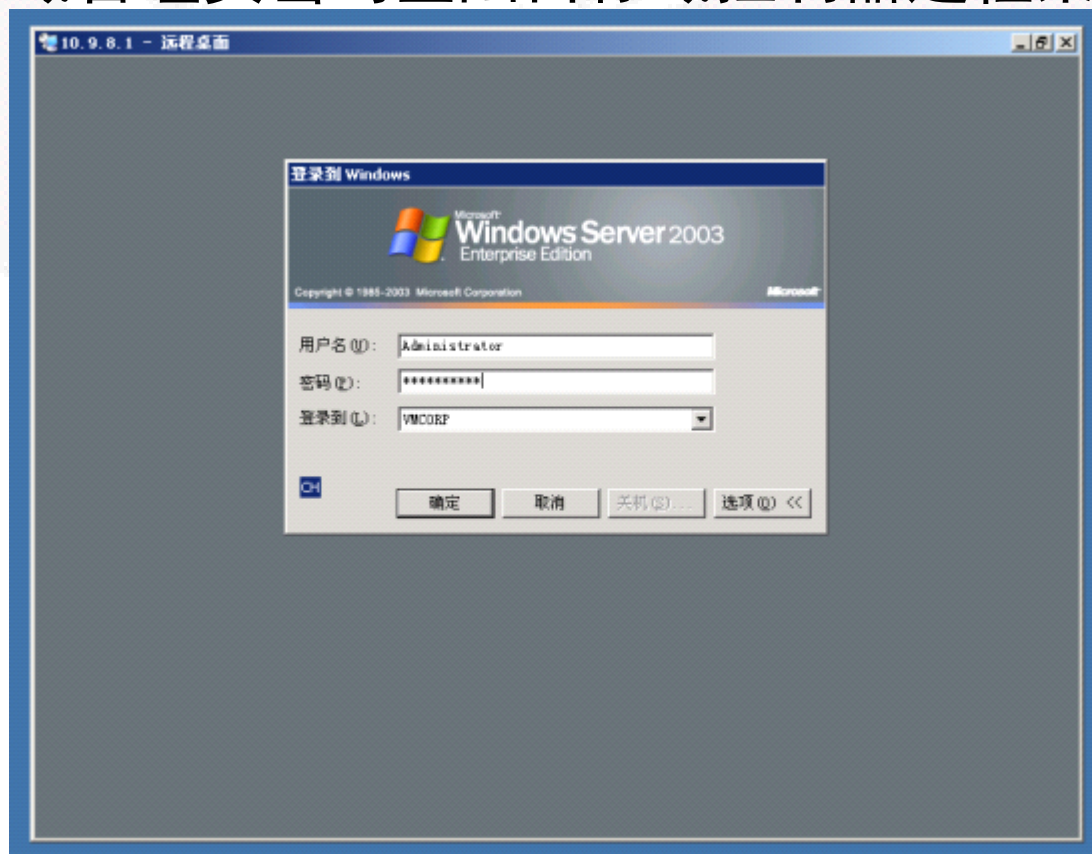 10.9.8.1 - 远程桌面
登录到 Windows
Microsoft
Windows Server 2003
Enterprise Edition
Copyright © 1985-2003 Microsoft Corporation
Microsoft
用户名(U): Administrator
密码(P): **********
登录到(L): VMCORP
CH
确定 取消 关机(S)... 选项(O) <<